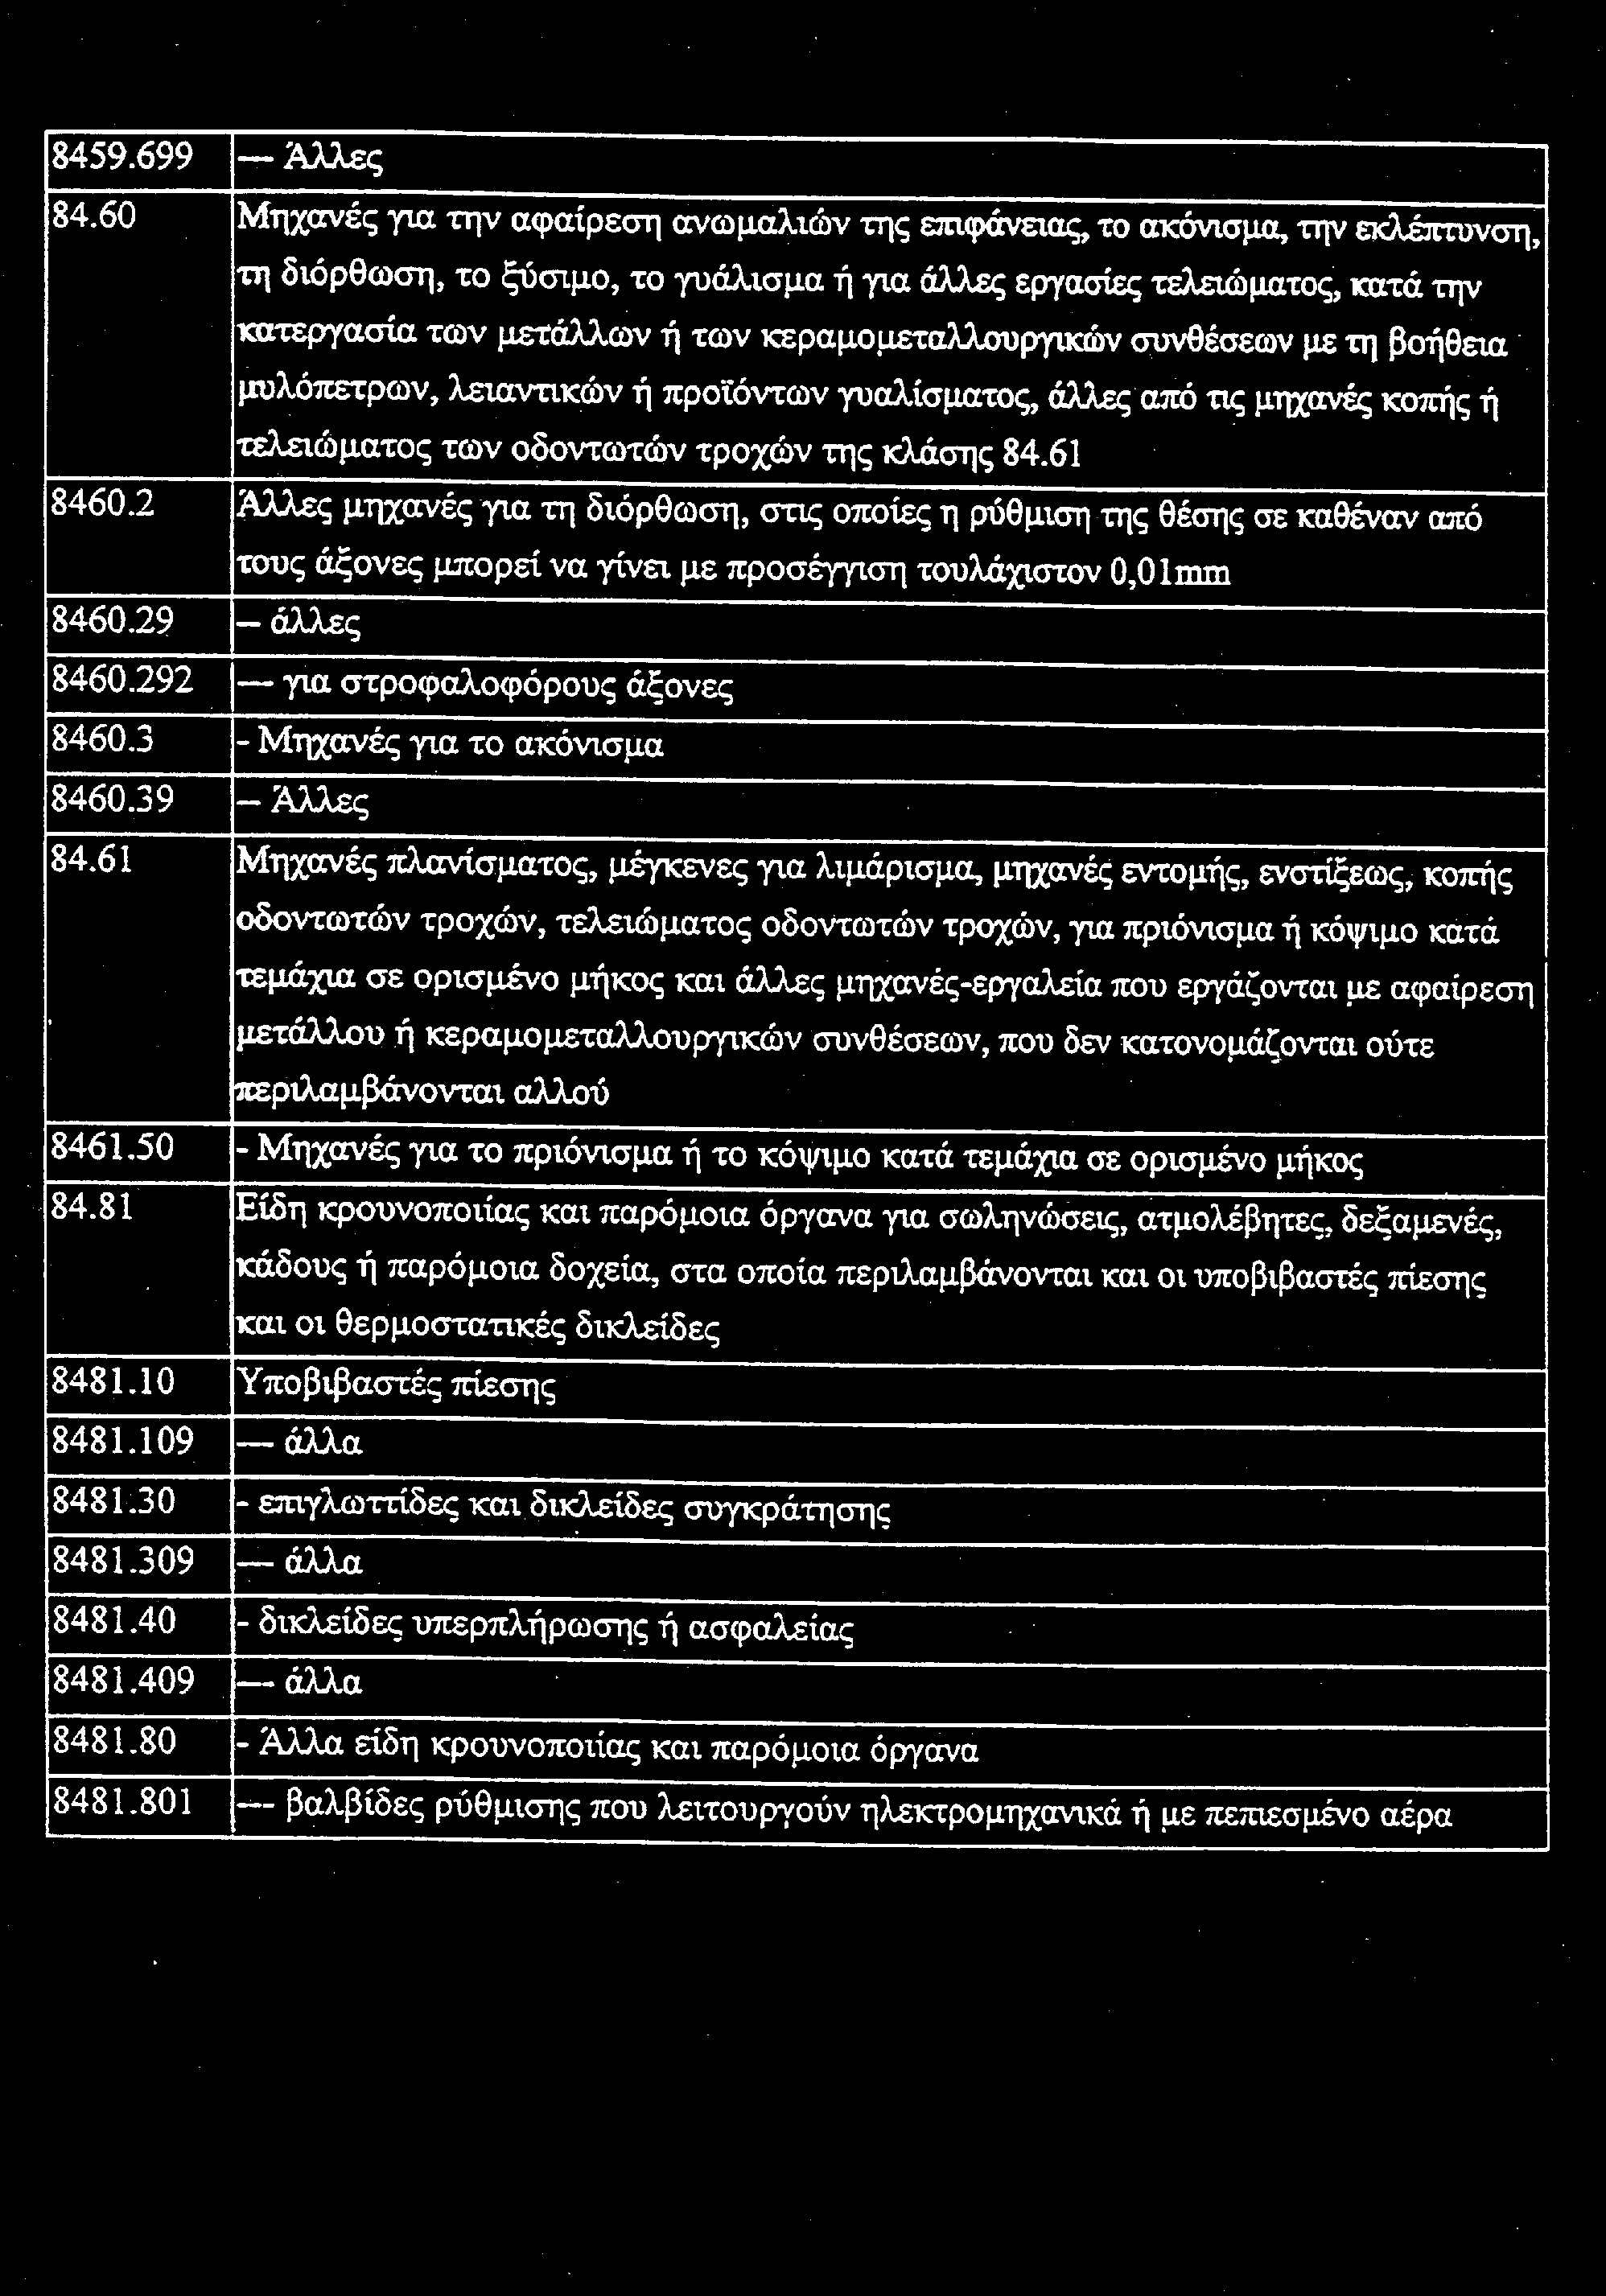 8459.699 — Άλλες
84.60 Μηχανές για την αφαίρεση ανωμαλιών της επιφάνειας, το ακόνισμα, την εκλέπτυνση,
τη διόρθωση, το ξύσιμο, το γυάλισμα ή για άλλες εργασίες τελειώματος, κατά την
κατεργασία των μετάλλων ή των κεραμομεταλλουργικών συνθέσεων με τη βοήθεια
μυλόπετρων, λειαντικών ή προϊόντων γυαλίσματος, άλλες από τις μηχανές κοπής ή
τελειώματος των οδοντωτών τροχών της κλάσης 84.61
8460.2 Άλλες μηχανές για τη διόρθωση, στις οποίες η ρύθμιση της θέσης σε καθέναν από
τους άξονες μπορεί να γίνει με προσέγγιση τουλάχιστον 0,01mm
8460.29 – άλλες
8460.292 — για στροφαλοφόρους άξονες
8460.3 - Μηχανές για το ακόνισμα
8460.39 – Άλλες
84.61 Μηχανές πλανίσματος, μέγκενες για λιμάρισμα, μηχανές εντομής, ενστίξεως, κοπής
οδοντωτών τροχών, τελειώματος οδοντωτών τροχών, για πριόνισμα ή κόψιμο κατά
τεμάχια σε ορισμένο μήκος και άλλες μηχανές-εργαλεία που εργάζονται με αφαίρεση
μετάλλου ή κεραμομεταλλουργικών συνθέσεων, που δεν κατονομάζονται ούτε
περιλαμβάνονται αλλού
8461.50 - Μηχανές για το πριόνισμα ή το κόψιμο κατά τεμάχια σε ορισμένο μήκος
84.81 Είδη κρουνοποιίας και παρόμοια όργανα για σωληνώσεις, ατμολέβητες, δεξαμενές,
κάδους ή παρόμοια δοχεία, στα οποία περιλαμβάνονται και οι υποβιβαστές πίεσης
και οι θερμοστατικές δικλείδες
8481.10 Υποβιβαστές πίεσης
8481.109 — άλλα
8481.30 - επιγλωττίδες και δικλείδες συγκράτησης
8481.309 — άλλα
8481.40 - δικλείδες υπερπλήρωσης ή ασφαλείας
8481.409 — άλλα
8481.80 - Άλλα είδη κρουνοποιίας και παρόμοια όργανα
8481.801 — βαλβίδες ρύθμισης που λειτουργούν ηλεκτρομηχανικά ή με πεπιεσμένο αέρα